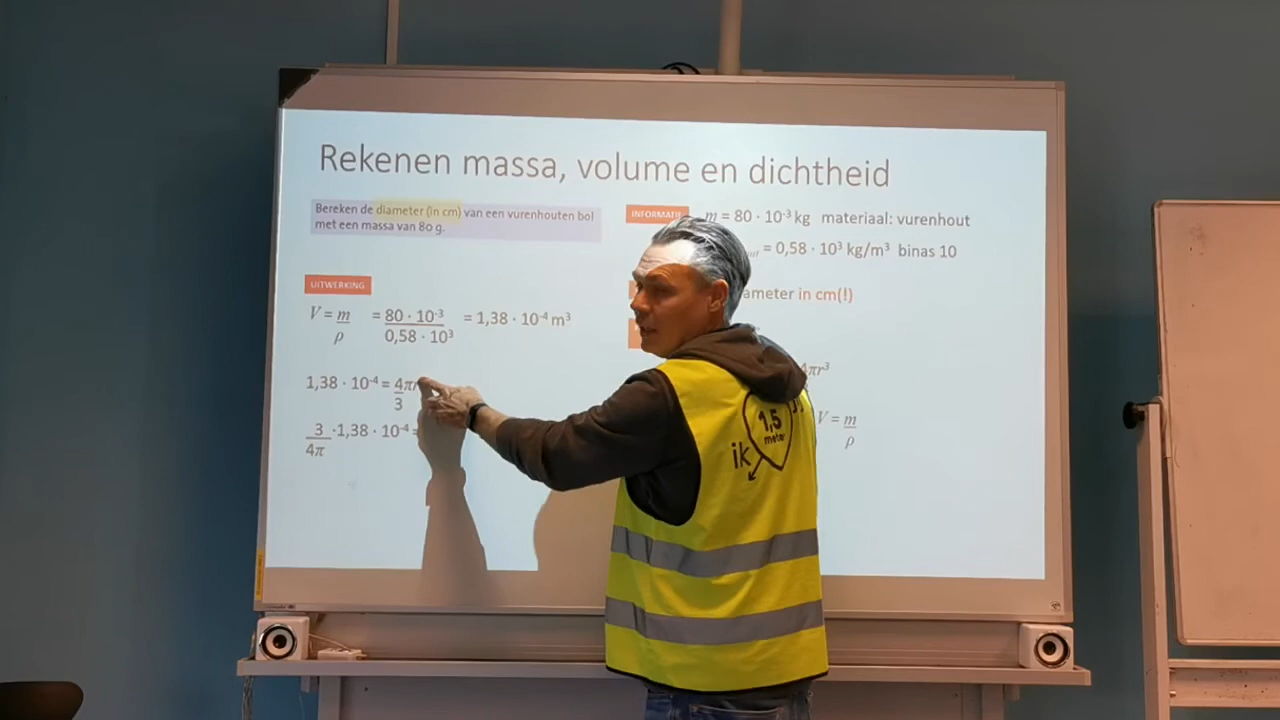 Rekenen massa, volume en dichtheid
Bereken de diameter (in cm) van een vurenhouten bol
met een massa van 80 g.
INFORMATIE
m = 80 · 10⁻³ kg materiaal: vurenhout
= 0,58 · 10³ kg/m³ binas 10
in cm(!)
UITWERKING
V = m/ρ = 80 · 10⁻³/0,58 · 10³ = 1,38 · 10⁻⁴ m³
1,38 · 10⁻⁴ = 4π/3
3/4π · 1,38 · 10⁻⁴
4πr³
V = m/ρ
ik
1,5
meter